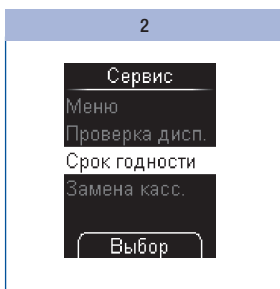 2
Сервис
Меню
Проверка дисп.
Срок годности
Замена касс.
Выбор